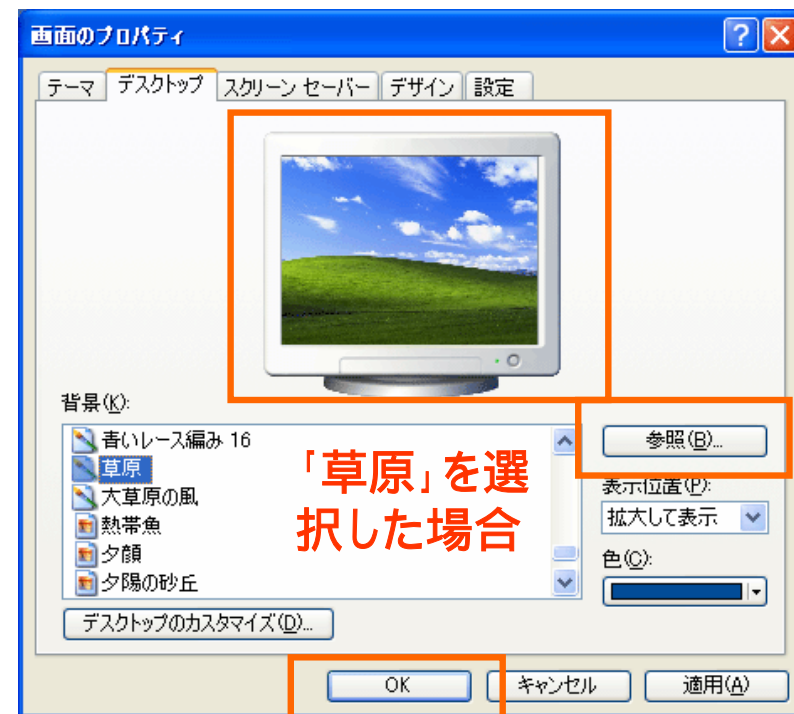 画面のプロパティ
テーマ デスクトップ スクリーン セーバー デザイン 設定
背景(K):
青いレース編み 16
草原
大草原の風
熱帯魚
夕顔
夕陽の砂丘
「草原」を選
択した場合
参照(B)...
表示位置(P):
拡大して表示
色(C):
デスクトップのカスタマイズ(D)...
OK キャンセル 適用(A)